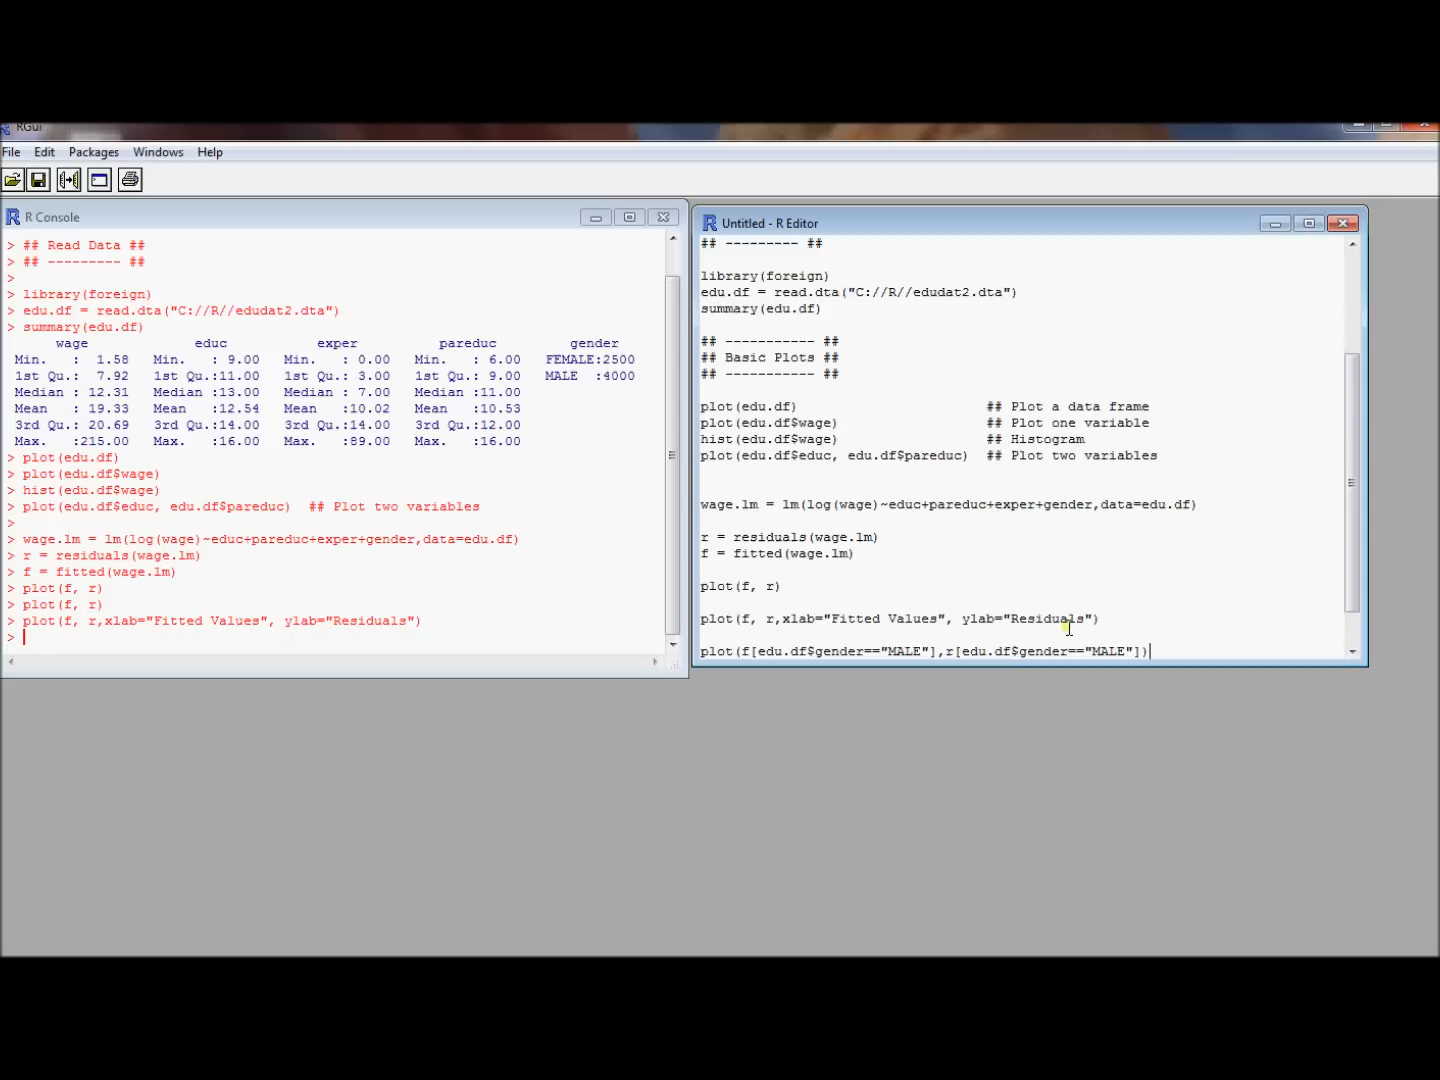 RGui
File Edit Packages Windows Help
R Console
> ## Read Data ##
> ## --------- ##
>
> library(foreign)
> edu.df = read.dta("C://R//edudat2.dta")
> summary(edu.df)
wage educ exper pareduc gender
Min. : 1.58 Min. : 9.00 Min. : 0.00 Min. : 6.00 FEMALE:2500
1st Qu.: 7.92 1st Qu.:11.00 1st Qu.: 3.00 1st Qu.: 9.00 MALE :4000
Median : 12.31 Median :13.00 Median : 7.00 Median :11.00
Mean : 19.33 Mean :12.54 Mean :10.02 Mean :10.53
3rd Qu.: 20.69 3rd Qu.:14.00 3rd Qu.:14.00 3rd Qu.:12.00
Max. :215.00 Max. :16.00 Max. :89.00 Max. :16.00
> plot(edu.df)
> plot(edu.df$wage)
> hist(edu.df$wage)
> plot(edu.df$educ, edu.df$pareduc) ## Plot two variables
>
> wage.lm = lm(log(wage)~educ+pareduc+exper+gender,data=edu.df)
> r = residuals(wage.lm)
> f = fitted(wage.lm)
> plot(f, r)
> plot(f, r)
> plot(f, r,xlab="Fitted Values", ylab="Residuals")
>
Untitled - R Editor
## --------- ##
library(foreign)
edu.df = read.dta("C://R//edudat2.dta")
summary(edu.df)
## ----------- ##
## Basic Plots ##
## ----------- ##
plot(edu.df) ## Plot a data frame
plot(edu.df$wage) ## Plot one variable
hist(edu.df$wage) ## Histogram
plot(edu.df$educ, edu.df$pareduc) ## Plot two variables
wage.lm = lm(log(wage)~educ+pareduc+exper+gender,data=edu.df)
r = residuals(wage.lm)
f = fitted(wage.lm)
plot(f, r)
plot(f, r,xlab="Fitted Values", ylab="Residuals")
plot(f[edu.df$gender=="MALE"],r[edu.df$gender=="MALE"])